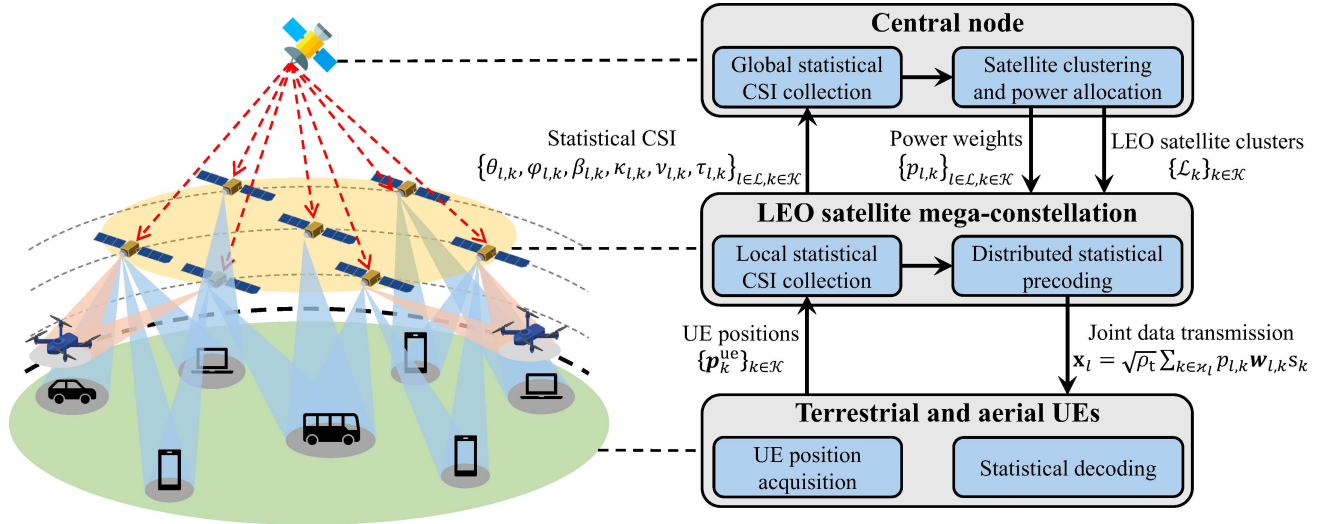 Central node
Global statistical
CSI collection
Satellite clustering
and power allocation
Statistical CSI
{θ_{l,k}, φ_{l,k}, β_{l,k}, κ_{l,k}, ν_{l,k}, τ_{l,k}}_{l∈ℒ,k∈𝒦}
Power weights
{p_{l,k}}_{l∈ℒ,k∈𝒦}
LEO satellite clusters
{ℒ_k}_{k∈𝒦}
LEO satellite mega-constellation
Local statistical
CSI collection
Distributed statistical
precoding
UE positions
{𝒑_k^{ue}}_{k∈𝒦}
Joint data transmission
𝐱_l = √ρ_t ∑_{k∈ϰ_l} p_{l,k}𝒘_{l,k}s_k
Terrestrial and aerial UEs
UE position
acquisition
Statistical decoding